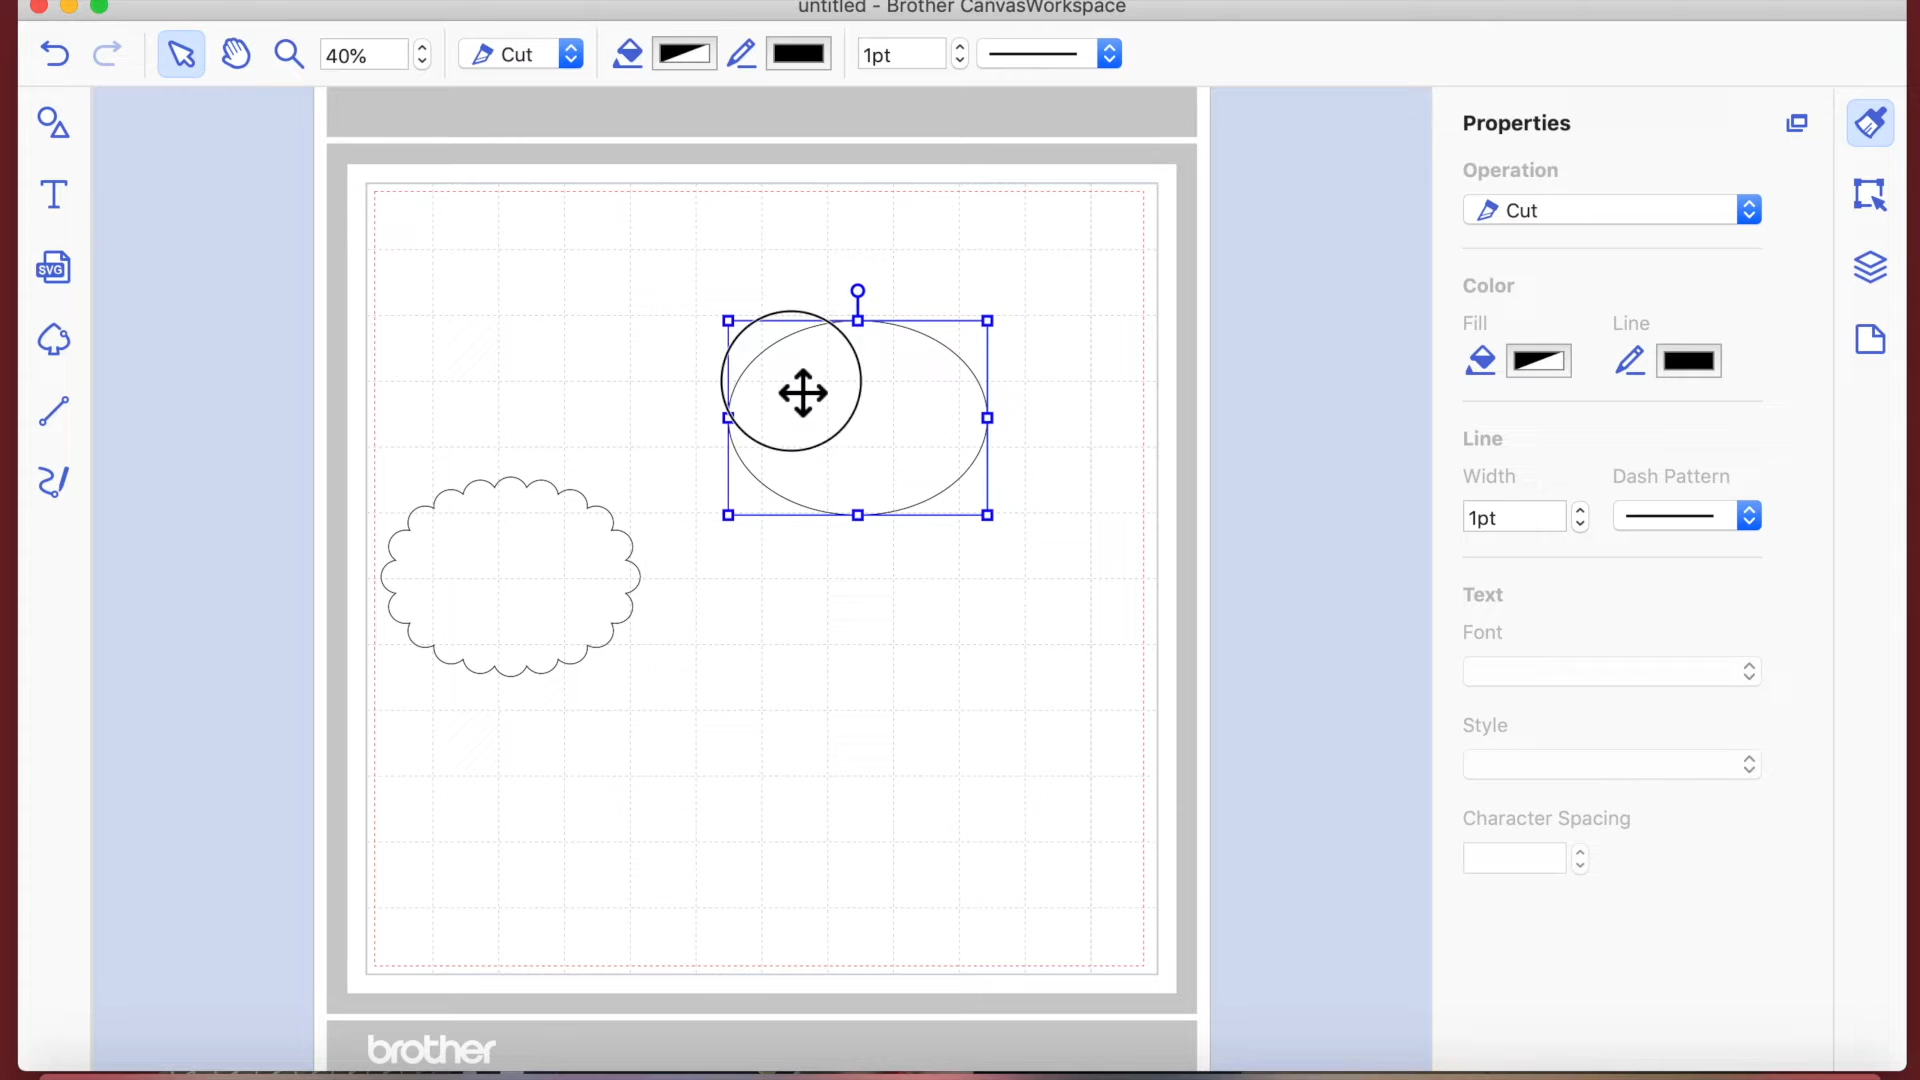 untitled - Brother CanvasWorkspace
40%
Cut
1pt
Properties
Operation
Cut
Color
Fill
Line
Line
Width
Dash Pattern
1pt
Text
Font
Style
Character Spacing
SVG
brother